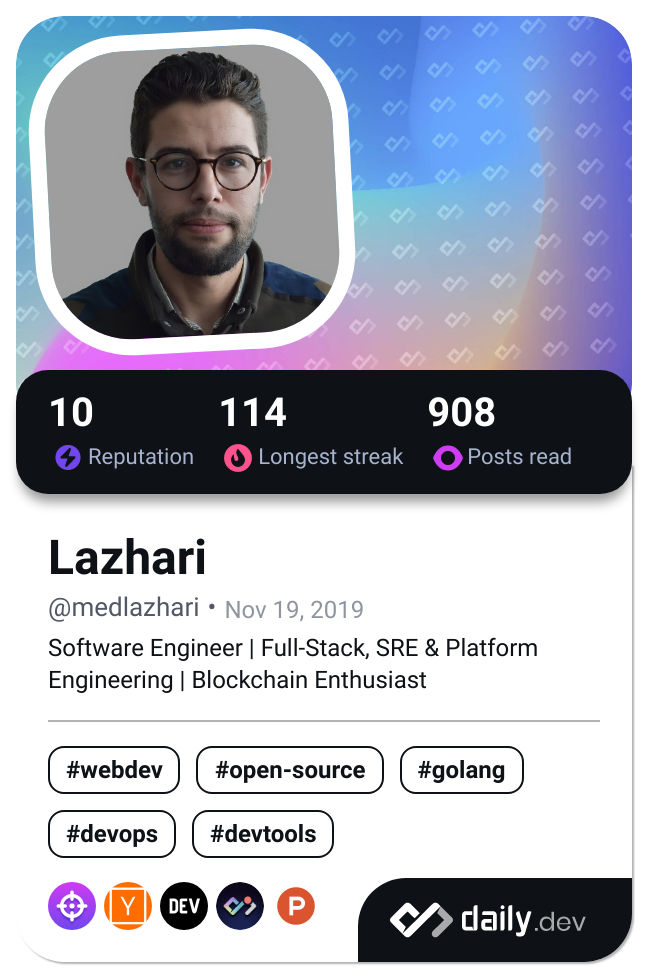 10 114 908
Reputation Longest streak Posts read
Lazhari
@medlazhari • Nov 19, 2019
Software Engineer | Full-Stack, SRE & Platform
Engineering | Blockchain Enthusiast
#webdev #open-source #golang
#devops #devtools
Y DEV P
daily.dev